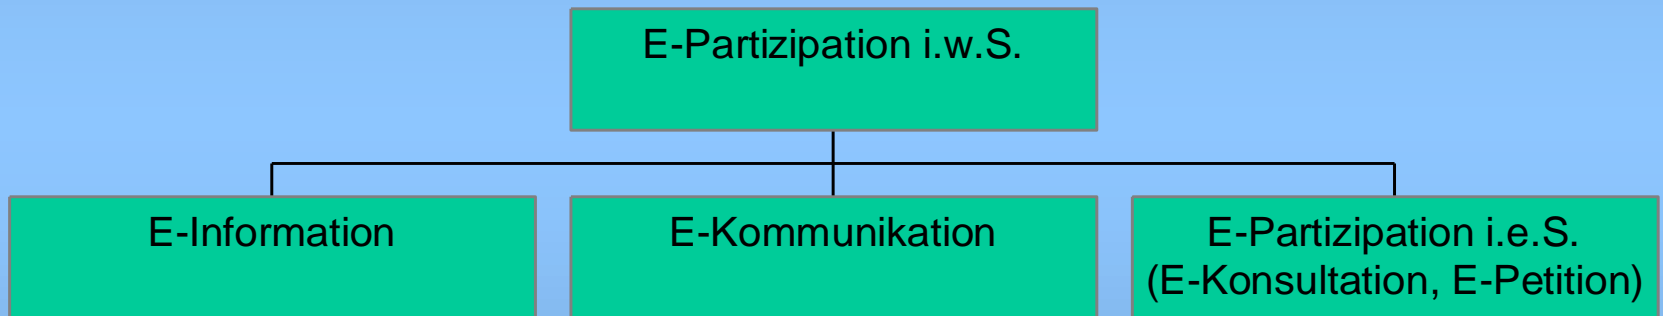 E-Partizipation i.w.S.
E-Information
E-Kommunikation
E-Partizipation i.e.S.
(E-Konsultation, E-Petition)